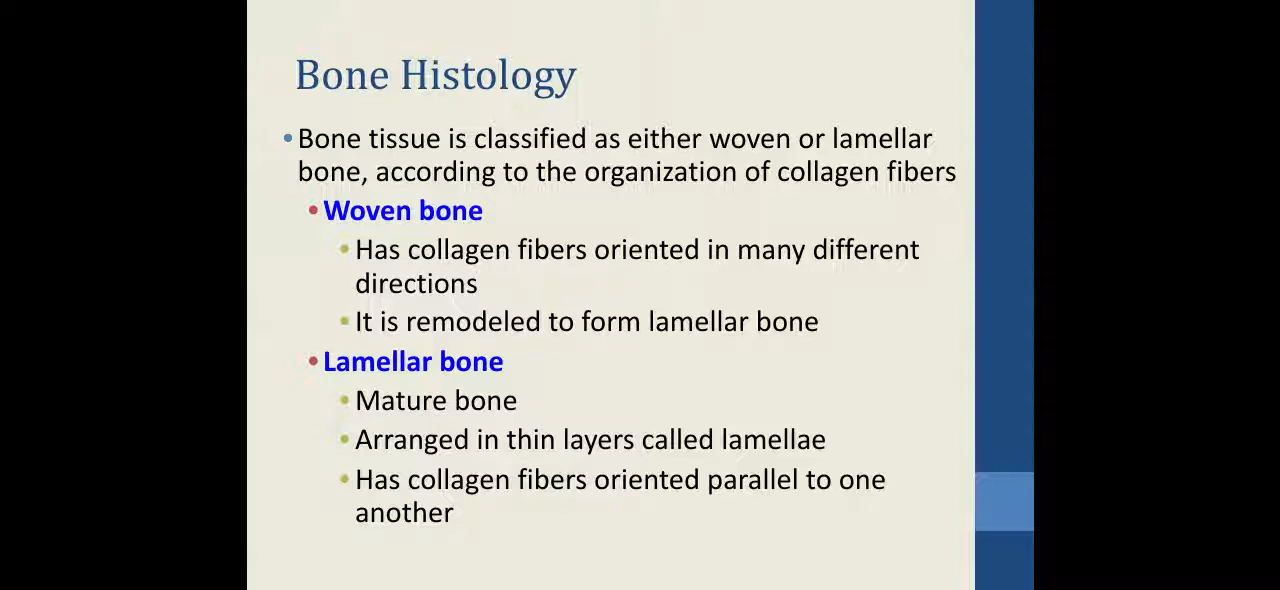 Bone Histology
•Bone tissue is classified as either woven or lamellar
bone, according to the organization of collagen fibers
•Woven bone
•Has collagen fibers oriented in many different
directions
•It is remodeled to form lamellar bone
•Lamellar bone
•Mature bone
•Arranged in thin layers called lamellae
•Has collagen fibers oriented parallel to one
another